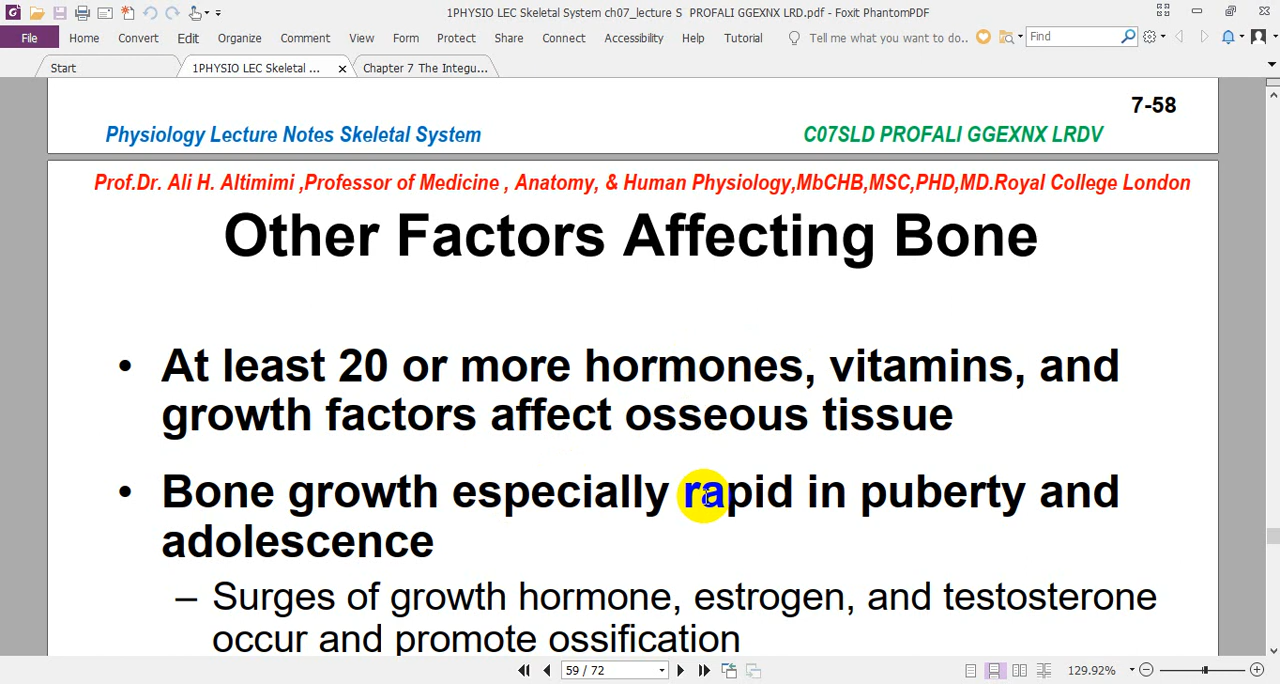 1PHYSIO LEC Skeletal System ch07_lecture S PROFALI GGEXNX LRD.pdf - Foxit PhantomPDF
File Home Convert Edit Organize Comment View Form Protect Share Connect Accessibility Help Tutorial Tell me what you want to do.. Find
Start 1PHYSIO LEC Skeletal ... Chapter 7 The Integu...
7-58
Physiology Lecture Notes Skeletal System C07SLD PROFALI GGEXNX LRDV
Prof.Dr. Ali H. Altimimi ,Professor of Medicine , Anatomy, & Human Physiology,MbCHB,MSC,PHD,MD.Royal College London
Other Factors Affecting Bone
• At least 20 or more hormones, vitamins, and
growth factors affect osseous tissue
• Bone growth especially rapid in puberty and
adolescence
– Surges of growth hormone, estrogen, and testosterone
occur and promote ossification
59 / 72 129.92%